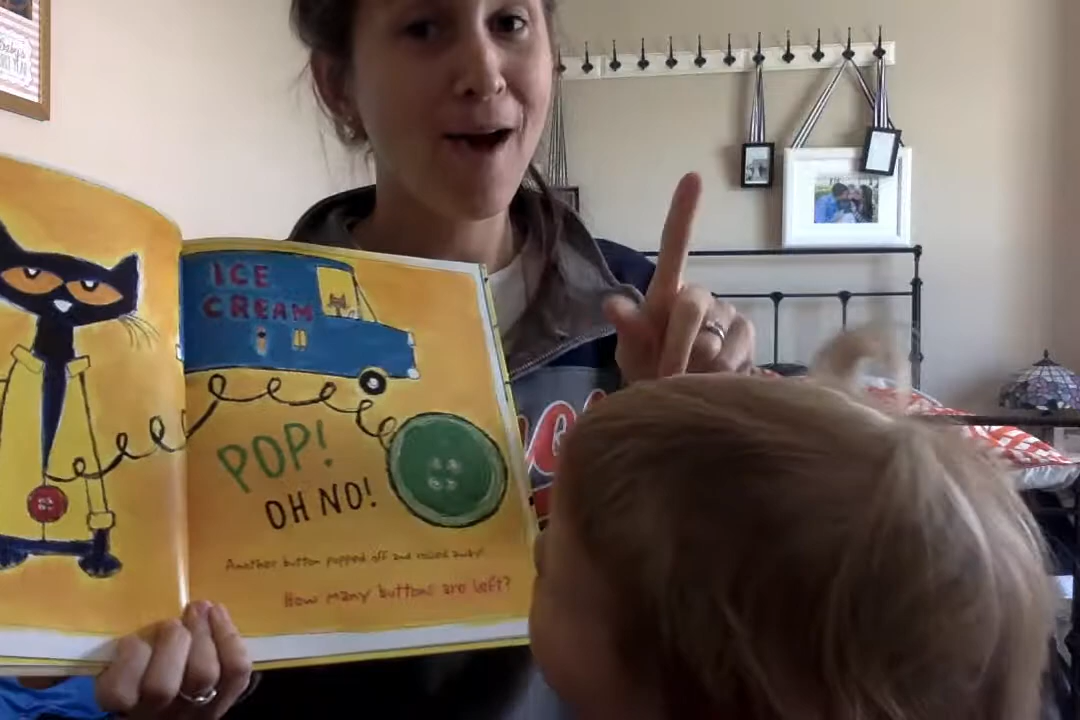 ICE
CREAM
POP!
OH NO!
Another button popped off and rolled away!
How many buttons are left?